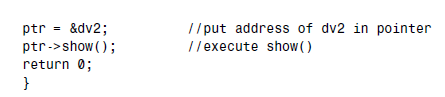 ptr = &dv2;          //put address of dv2 in pointer
ptr->show();         //execute show()
return 0;
}